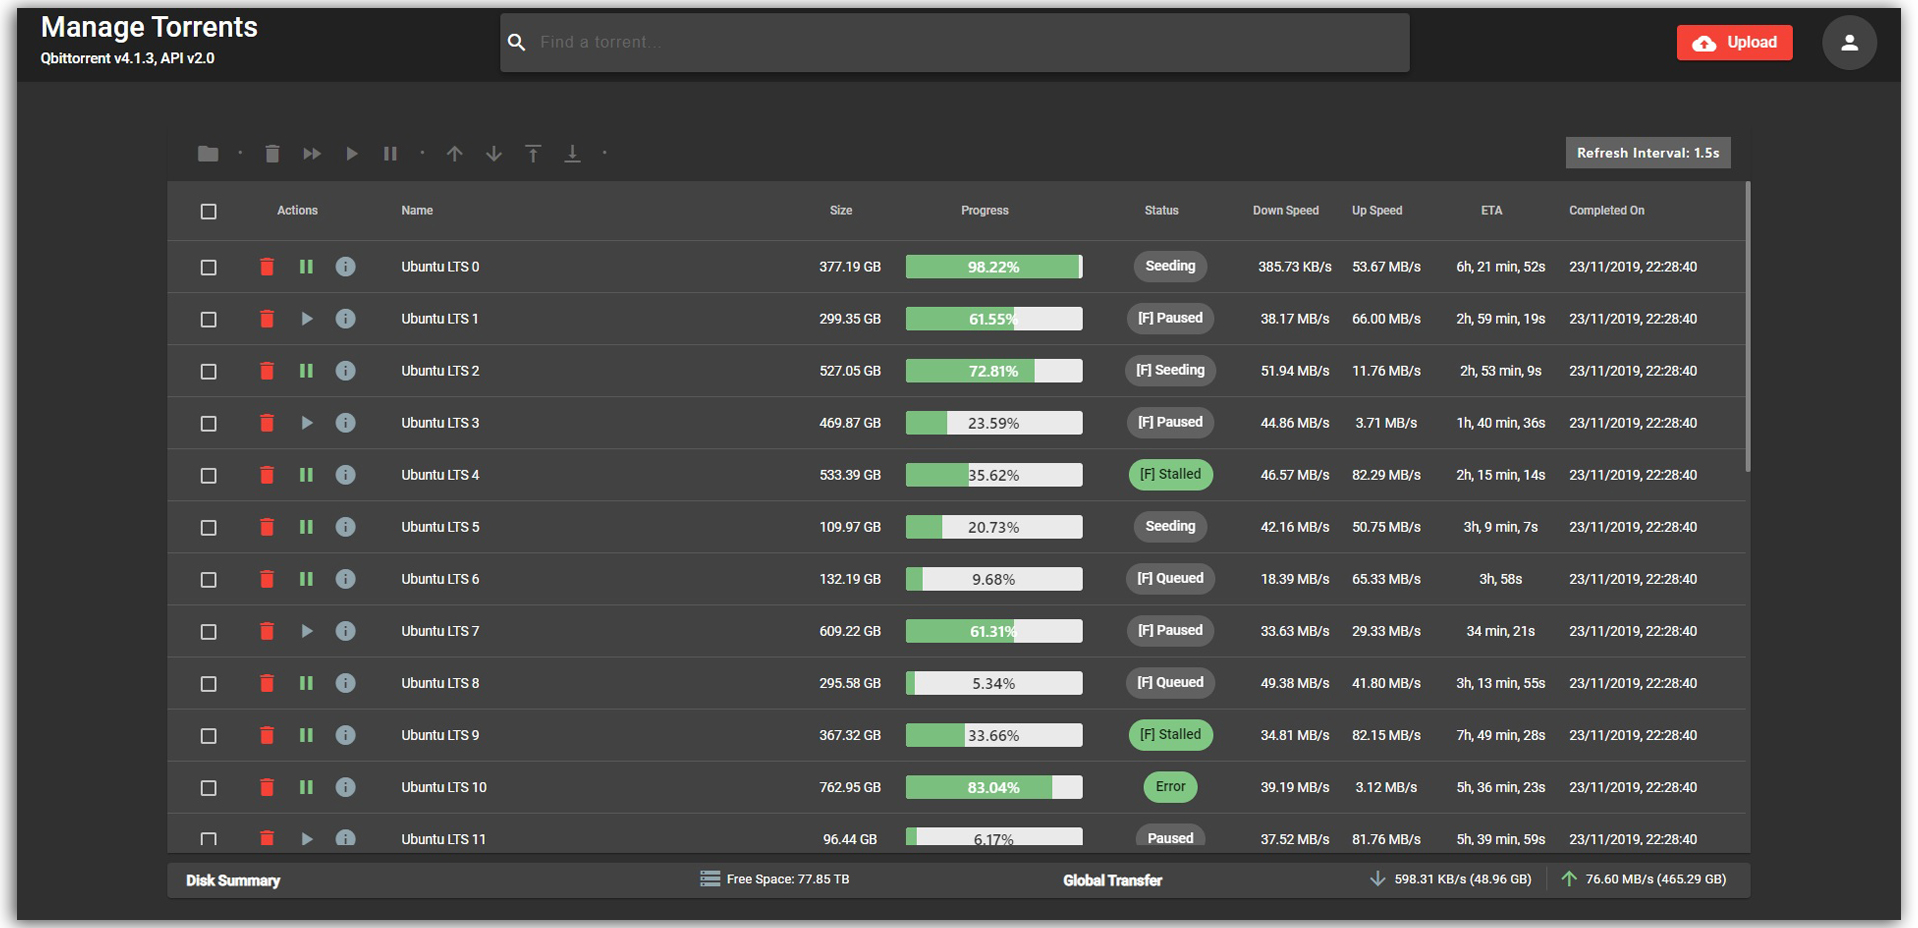 Manage Torrents
Qbittorrent v4.1.3, API v2.0
Find a torrent...
Upload
Refresh Interval: 1.5s
Actions Name Size Progress Status Down Speed Up Speed ETA Completed On
Ubuntu LTS 0 377.19 GB 98.22% Seeding 385.73 KB/s 53.67 MB/s 6h, 21 min, 52s 23/11/2019, 22:28:40
Ubuntu LTS 1 299.35 GB 61.55% [F] Paused 38.17 MB/s 66.00 MB/s 2h, 59 min, 19s 23/11/2019, 22:28:40
Ubuntu LTS 2 527.05 GB 72.81% [F] Seeding 51.94 MB/s 11.76 MB/s 2h, 53 min, 9s 23/11/2019, 22:28:40
Ubuntu LTS 3 469.87 GB 23.59% [F] Paused 44.86 MB/s 3.71 MB/s 1h, 40 min, 36s 23/11/2019, 22:28:40
Ubuntu LTS 4 533.39 GB 35.62% [F] Stalled 46.57 MB/s 82.29 MB/s 2h, 15 min, 14s 23/11/2019, 22:28:40
Ubuntu LTS 5 109.97 GB 20.73% Seeding 42.16 MB/s 50.75 MB/s 3h, 9 min, 7s 23/11/2019, 22:28:40
Ubuntu LTS 6 132.19 GB 9.68% [F] Queued 18.39 MB/s 65.33 MB/s 3h, 58s 23/11/2019, 22:28:40
Ubuntu LTS 7 609.22 GB 61.31% [F] Paused 33.63 MB/s 29.33 MB/s 34 min, 21s 23/11/2019, 22:28:40
Ubuntu LTS 8 295.58 GB 5.34% [F] Queued 49.38 MB/s 41.80 MB/s 3h, 13 min, 55s 23/11/2019, 22:28:40
Ubuntu LTS 9 367.32 GB 33.66% [F] Stalled 34.81 MB/s 82.15 MB/s 7h, 49 min, 28s 23/11/2019, 22:28:40
Ubuntu LTS 10 762.95 GB 83.04% Error 39.19 MB/s 3.12 MB/s 5h, 36 min, 23s 23/11/2019, 22:28:40
Ubuntu LTS 11 96.44 GB 6.17% Paused 37.52 MB/s 81.76 MB/s 5h, 39 min, 59s 23/11/2019, 22:28:40
Disk Summary Free Space: 77.85 TB Global Transfer 598.31 KB/s (48.96 GB) 76.60 MB/s (465.29 GB)